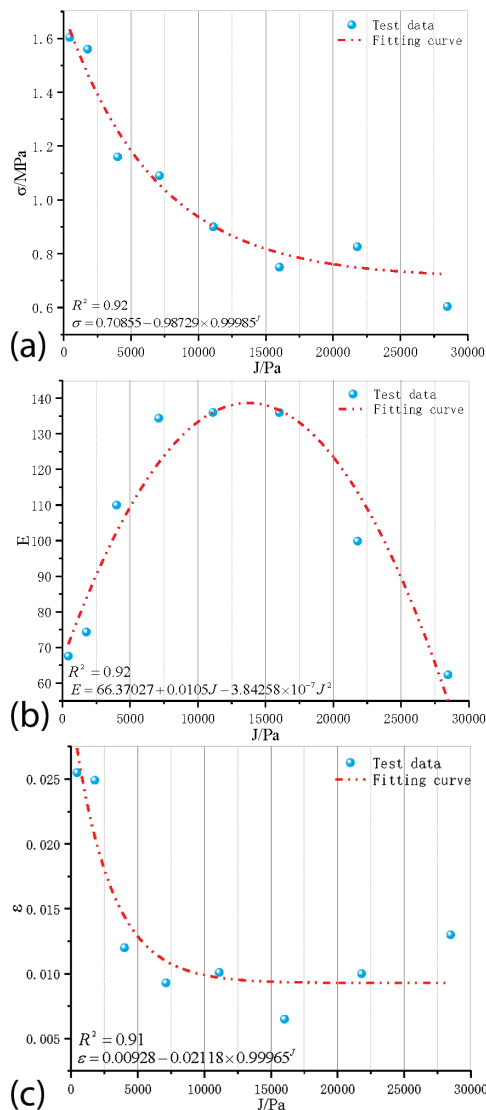 Test data
Fitting curve
1.6
1.4
1.2
1.0
0.8
0.6
σ/MPa
R² = 0.92
σ = 0.70855−0.98729×0.99985ᴶ
0 5000 10000 15000 20000 25000 30000
J/Pa
(a)
Test data
Fitting curve
140
130
120
110
100
90
80
70
60
E
R² = 0.92
E = 66.37027+0.0105J−3.84258×10⁻⁷J²
0 5000 10000 15000 20000 25000 30000
J/Pa
(b)
Test data
Fitting curve
0.025
0.020
0.015
0.010
0.005
ε
R² = 0.91
ε = 0.00928−0.02118×0.99965ᴶ
0 5000 10000 15000 20000 25000 30000
J/Pa
(c)